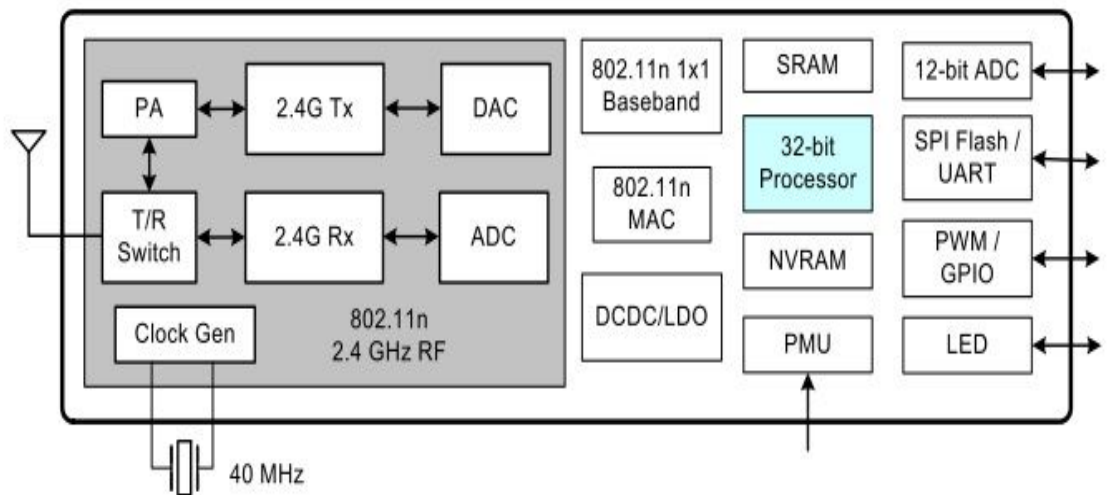 PA
2.4G Tx
DAC
T/R
Switch
2.4G Rx
ADC
Clock Gen
802.11n
2.4 GHz RF
40 MHz
802.11n 1x1
Baseband
802.11n
MAC
DCDC/LDO
SRAM
32-bit
Processor
NVRAM
PMU
12-bit ADC
SPI Flash /
UART
PWM /
GPIO
LED